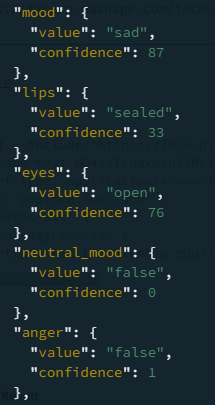 "mood": {
"value": "sad",
"confidence": 87
},
"lips": {
"value": "sealed",
"confidence": 33
},
"eyes": {
"value": "open",
"confidence": 76
},
"neutral_mood": {
"value": "false",
"confidence": 0
},
"anger": {
"value": "false",
"confidence": 1
},